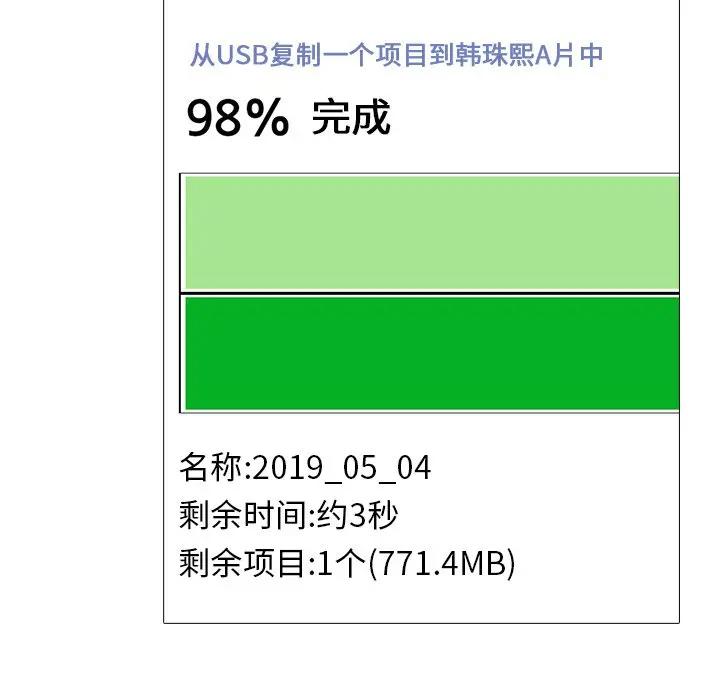 从USB复制一个项目到韩珠熙A片中
98% 完成
名称:2019_05_04
剩余时间:约3秒
剩余项目:1个(771.4MB)